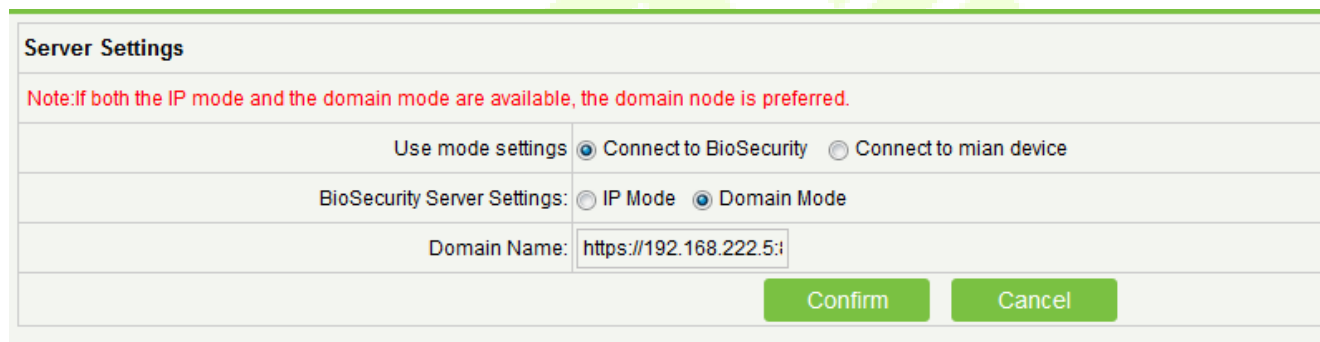 Server Settings
Note:If both the IP mode and the domain mode are available, the domain node is preferred.
Use mode settings Connect to BioSecurity Connect to mian device
BioSecurity Server Settings: IP Mode Domain Mode
Domain Name: https://192.168.222.5:
Confirm Cancel